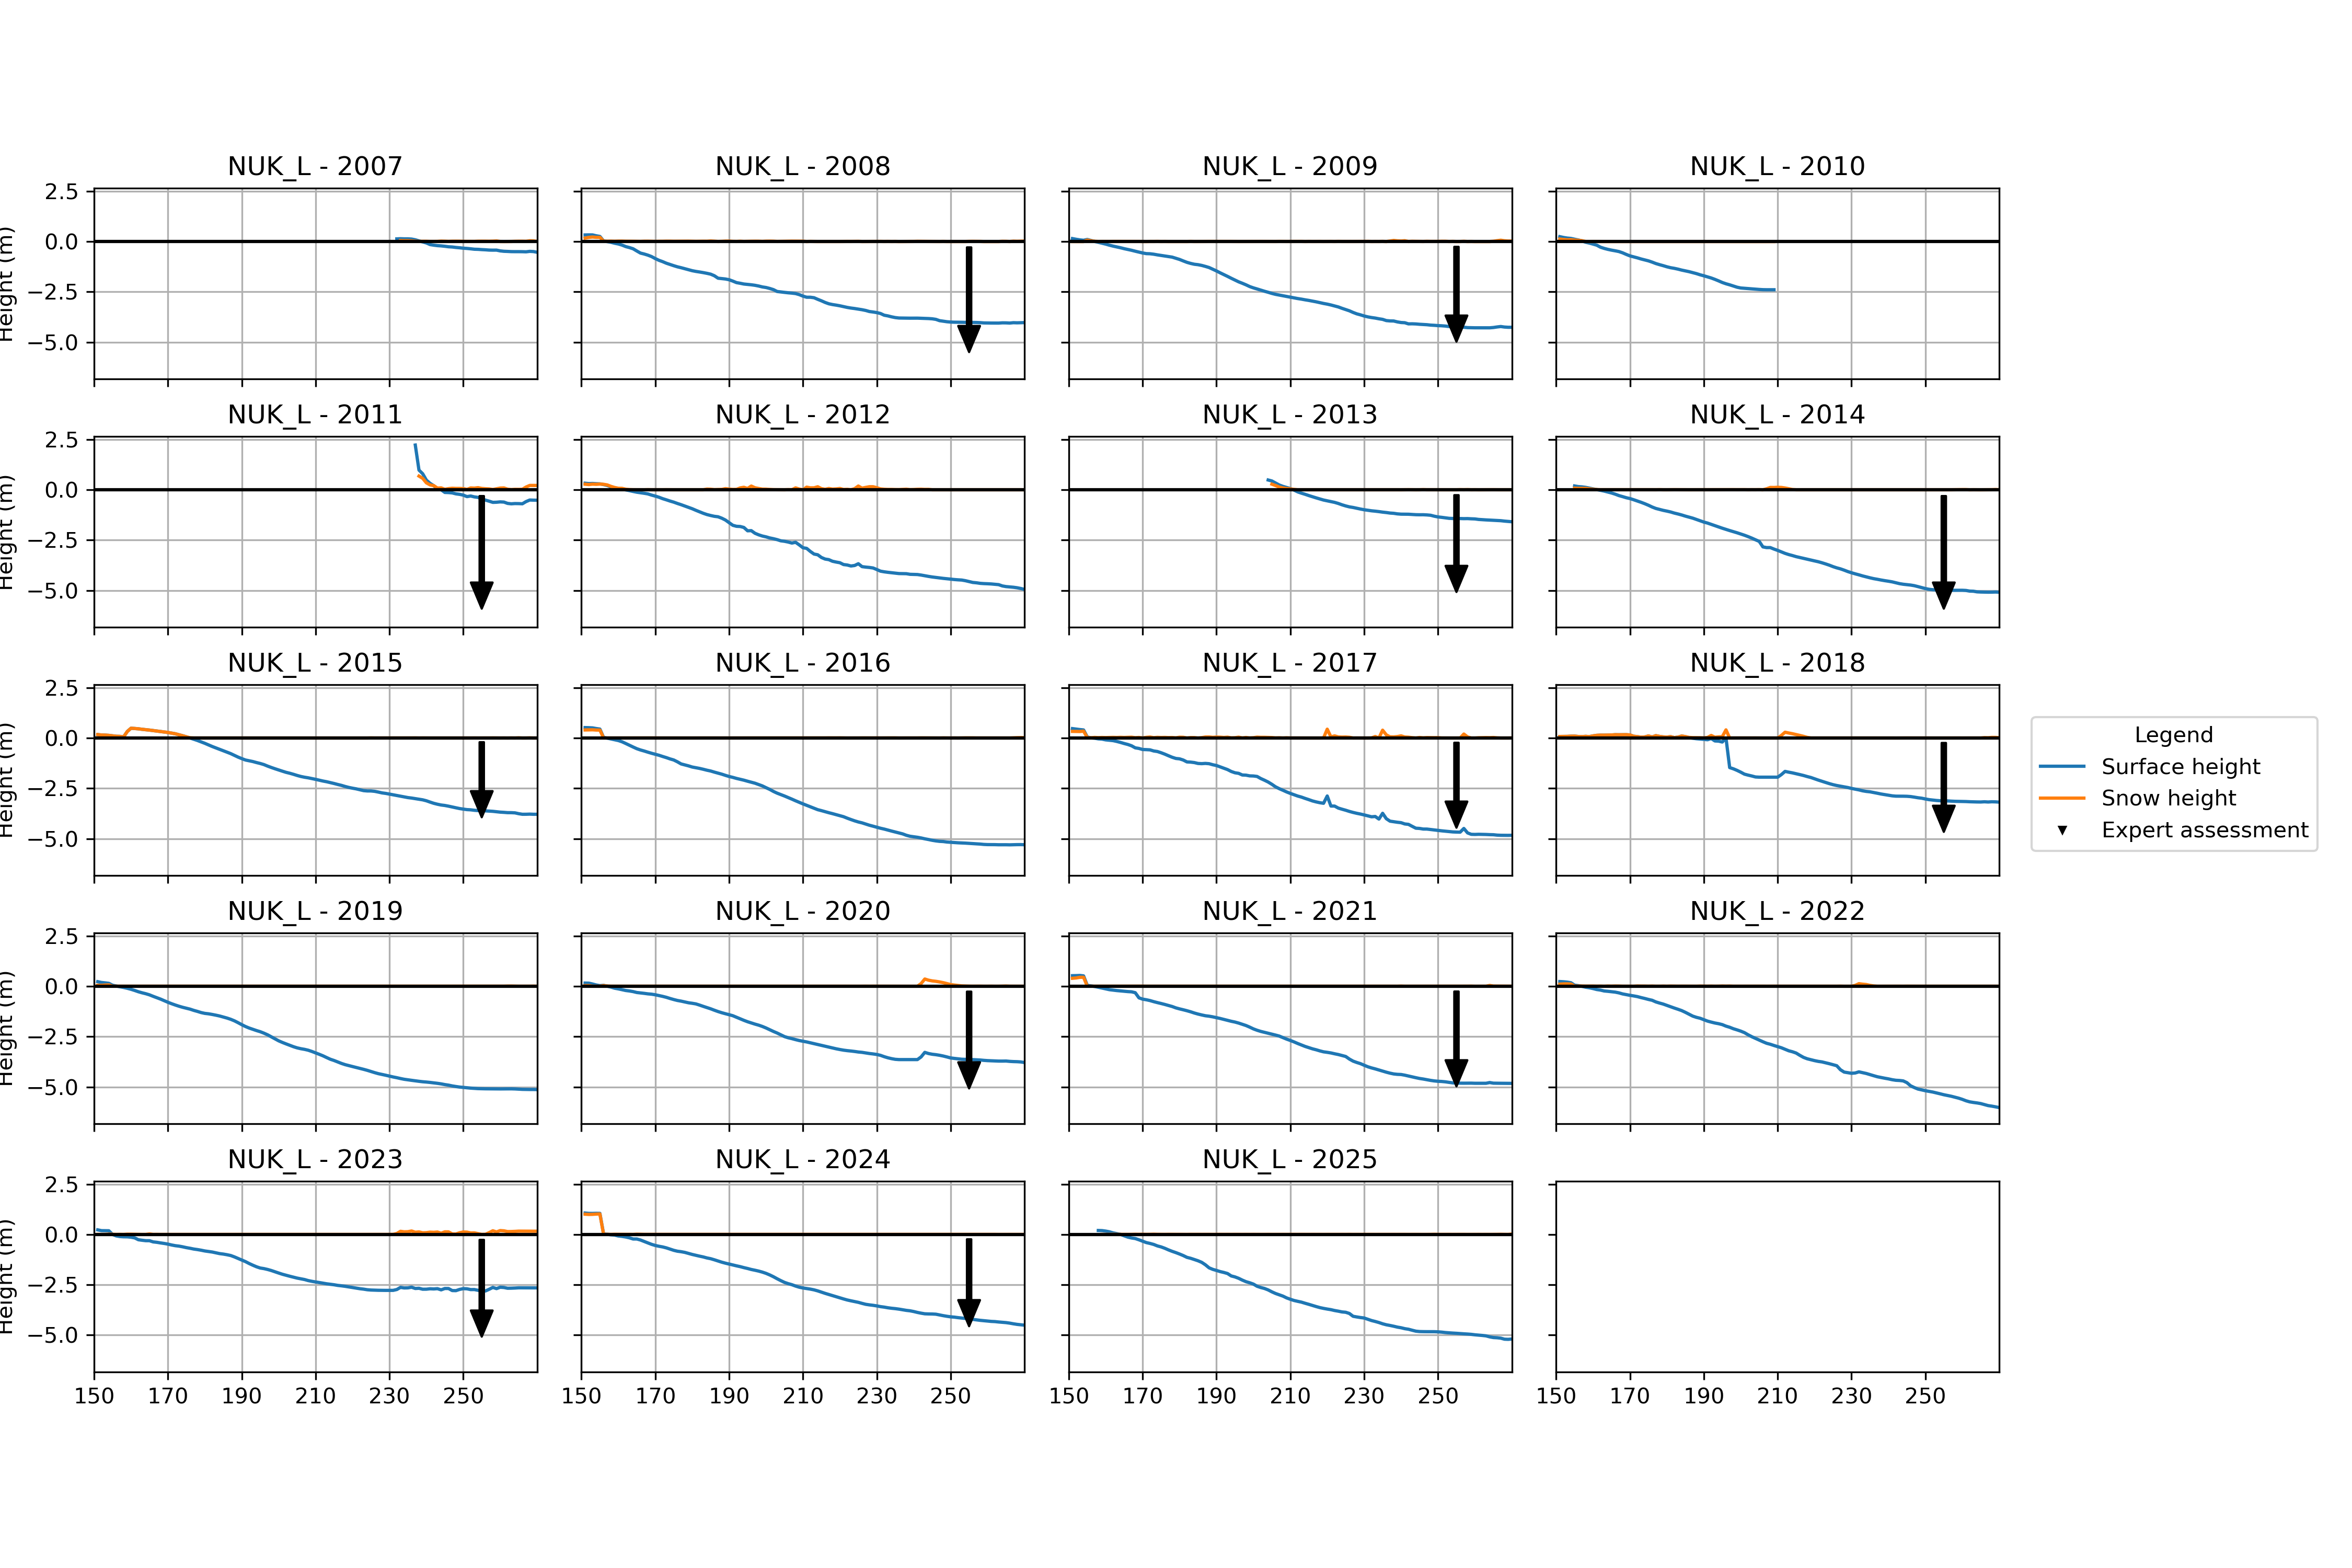 NUK_L - 2007 NUK_L - 2008 NUK_L - 2009 NUK_L - 2010
2.5
0.0
−2.5
−5.0
Height (m)
NUK_L - 2011 NUK_L - 2012 NUK_L - 2013 NUK_L - 2014
2.5
0.0
−2.5
−5.0
Height (m)
NUK_L - 2015 NUK_L - 2016 NUK_L - 2017 NUK_L - 2018
2.5
0.0
−2.5
−5.0
Height (m)
Legend
Surface height
Snow height
Expert assessment
NUK_L - 2019 NUK_L - 2020 NUK_L - 2021 NUK_L - 2022
2.5
0.0
−2.5
−5.0
Height (m)
NUK_L - 2023 NUK_L - 2024 NUK_L - 2025
2.5
0.0
−2.5
−5.0
Height (m)
150 170 190 210 230 250 150 170 190 210 230 250 150 170 190 210 230 250 150 170 190 210 230 250